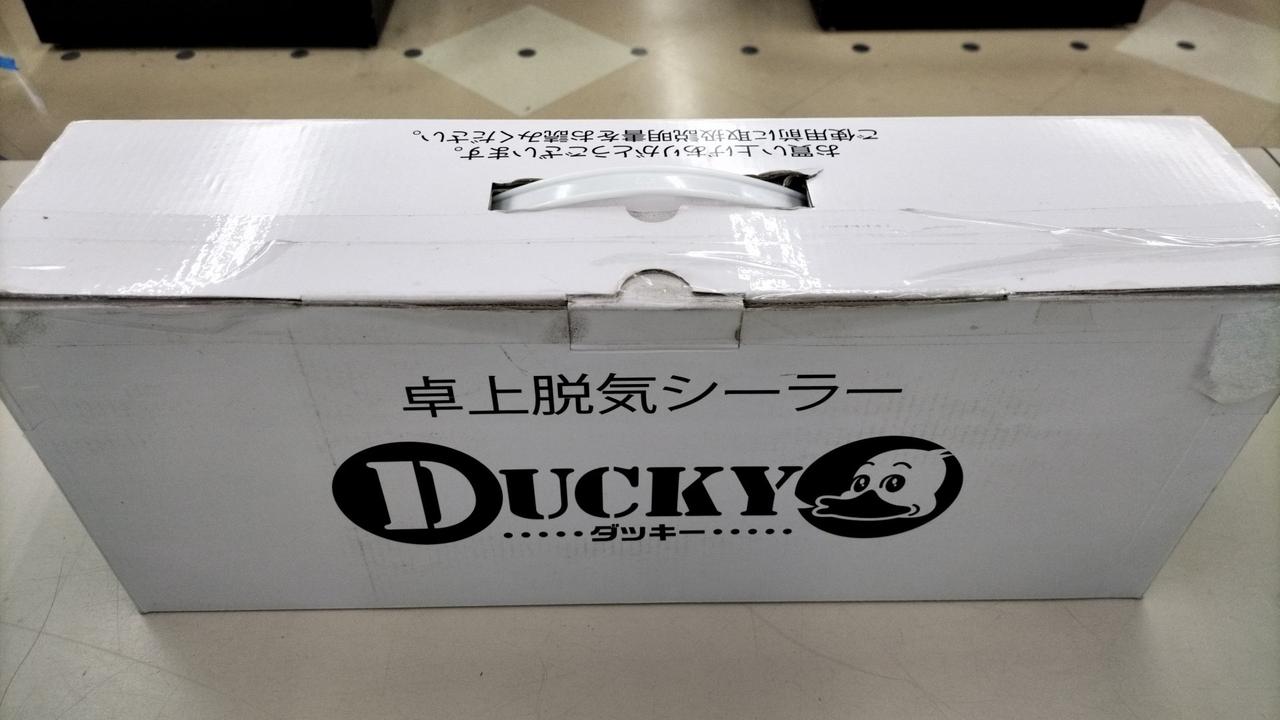 お買い上げありがとうございます。
ご使用前に取扱説明書をお読みください。
卓上脱気シーラー
DUCKY
ダッキー